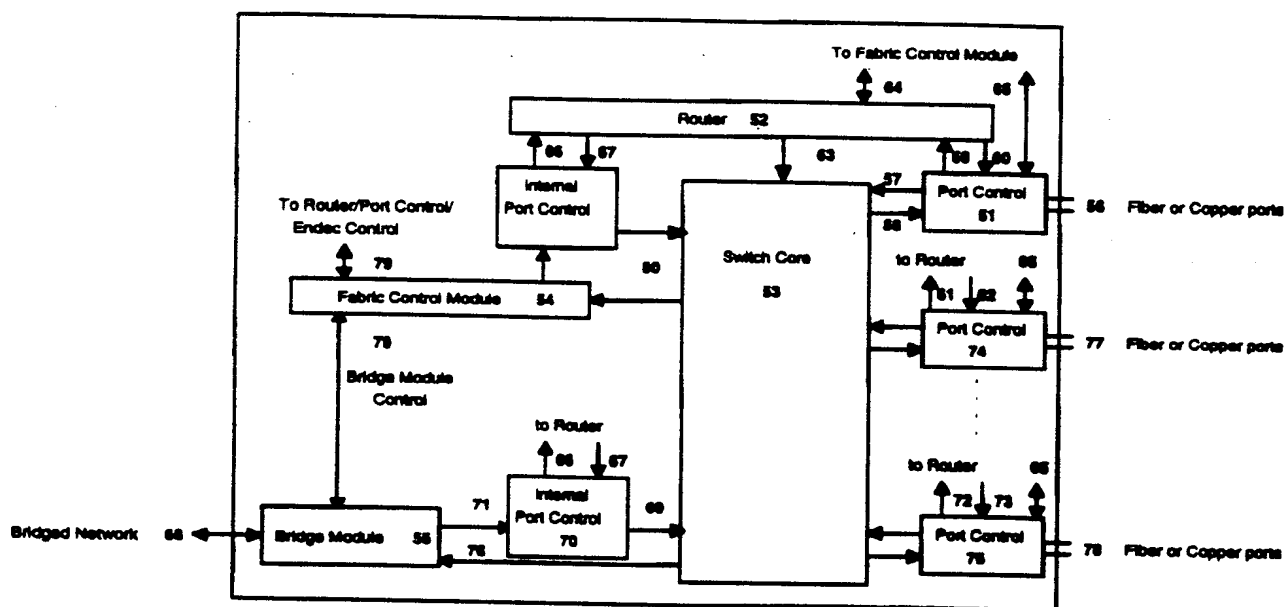 To Fabric Control Module
64
65
Router 52
66
67
63
58
60
57
Internal
Port Control
Port Control
51
56
Fiber or Copper ports
To Router/Port Control/
Endec Control
79
80
Switch Core
53
to Router
65
61
62
Fabric Control Module 54
Port Control
74
77
Fiber or Copper ports
79
Bridge Module
Control
to Router
66
67
to Router
65
72
73
71
Internal
Port Control
70
69
Bridged Network
68
Bridge Module 55
76
Port Control
75
78
Fiber or Copper ports